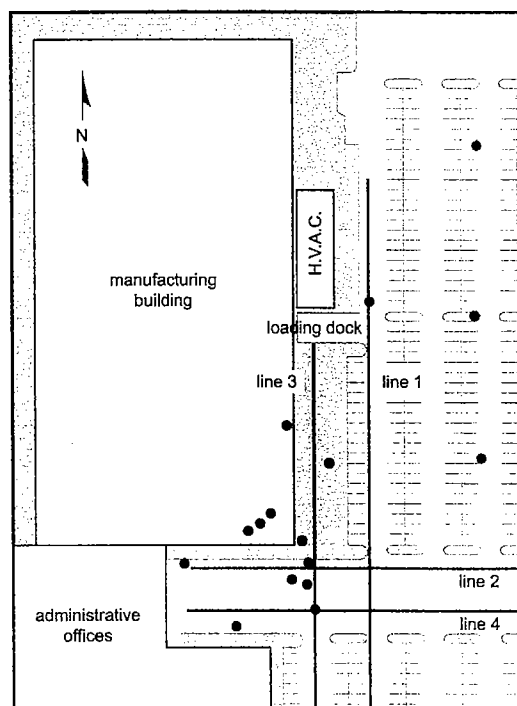 N
H.V.A.C.
manufacturing
building
loading dock
line 3
line 1
line 2
administrative
offices
line 4